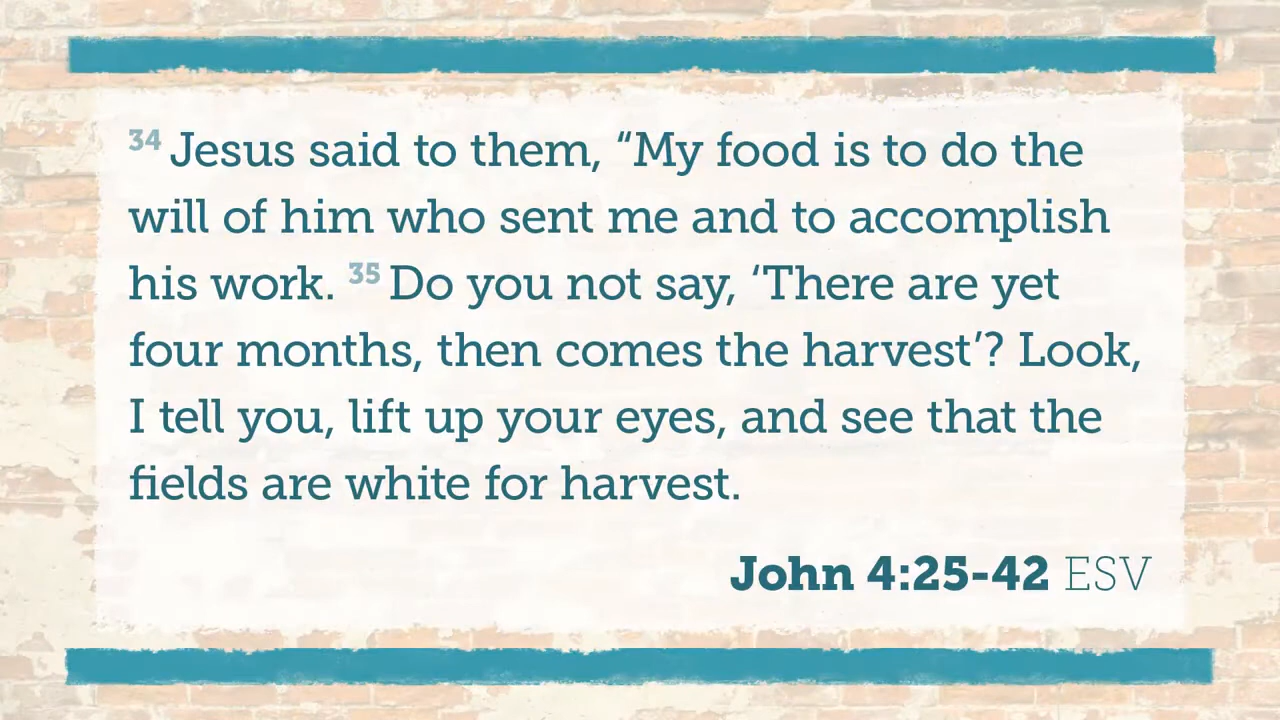 34 Jesus said to them, “My food is to do the
will of him who sent me and to accomplish
his work. 35 Do you not say, ‘There are yet
four months, then comes the harvest’? Look,
I tell you, lift up your eyes, and see that the
fields are white for harvest.
John 4:25-42 ESV